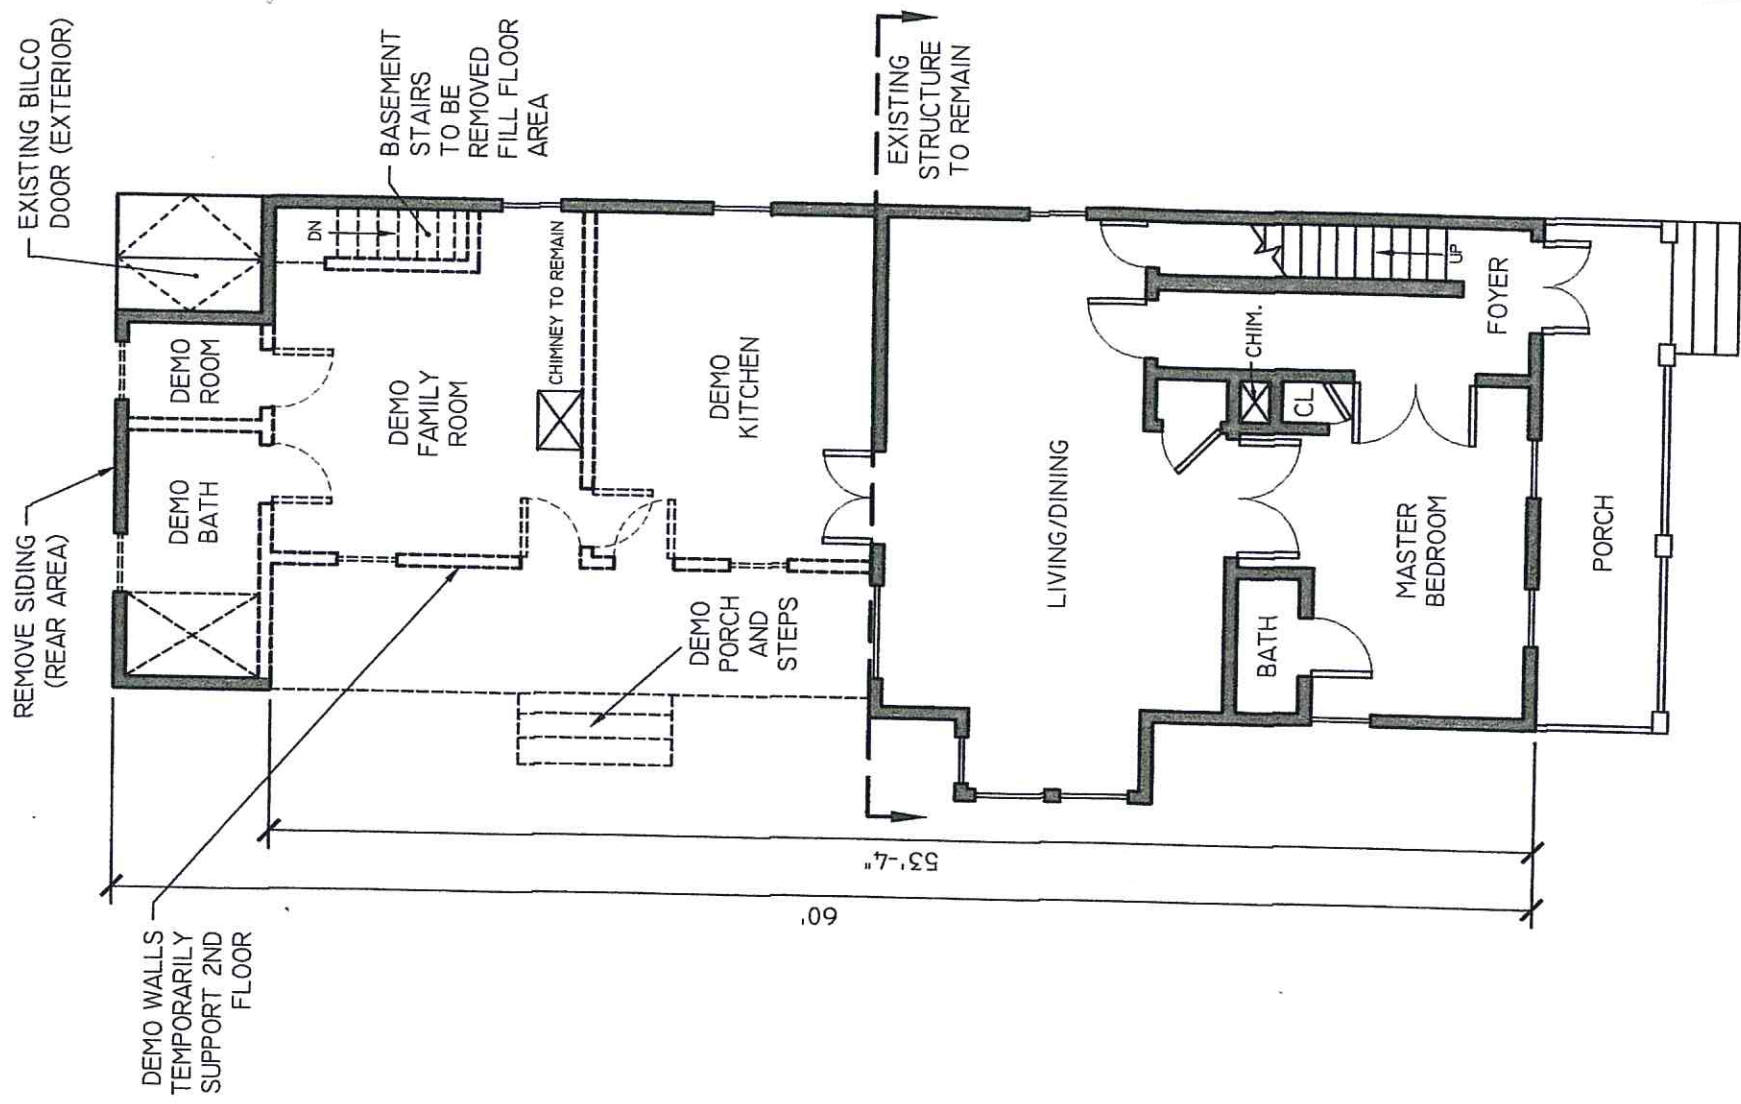 EXISTING BILCO
DOOR (EXTERIOR)
BASEMENT
STAIRS
TO BE
REMOVED
FILL FLOOR
AREA
EXISTING
STRUCTURE
TO REMAIN
REMOVE SIDING
(REAR AREA)
DEMO
ROOM
DEMO
BATH
DN
DEMO
FAMILY
ROOM
CHIMNEY TO REMAIN
DEMO
KITCHEN
DEMO
PORCH
AND
STEPS
LIVING/DINING
CHIM.
CL
UP
FOYER
BATH
MASTER
BEDROOM
PORCH
53'-4"
60'
DEMO WALLS
TEMPORARILY
SUPPORT 2ND
FLOOR